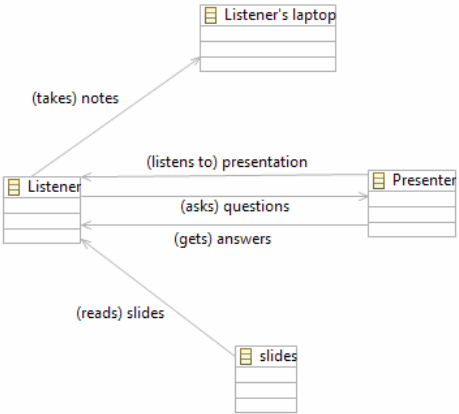 Listener's laptop
(takes) notes
(listens to) presentation
Presenter
Listener
(asks) questions
(gets) answers
(reads) slides
slides